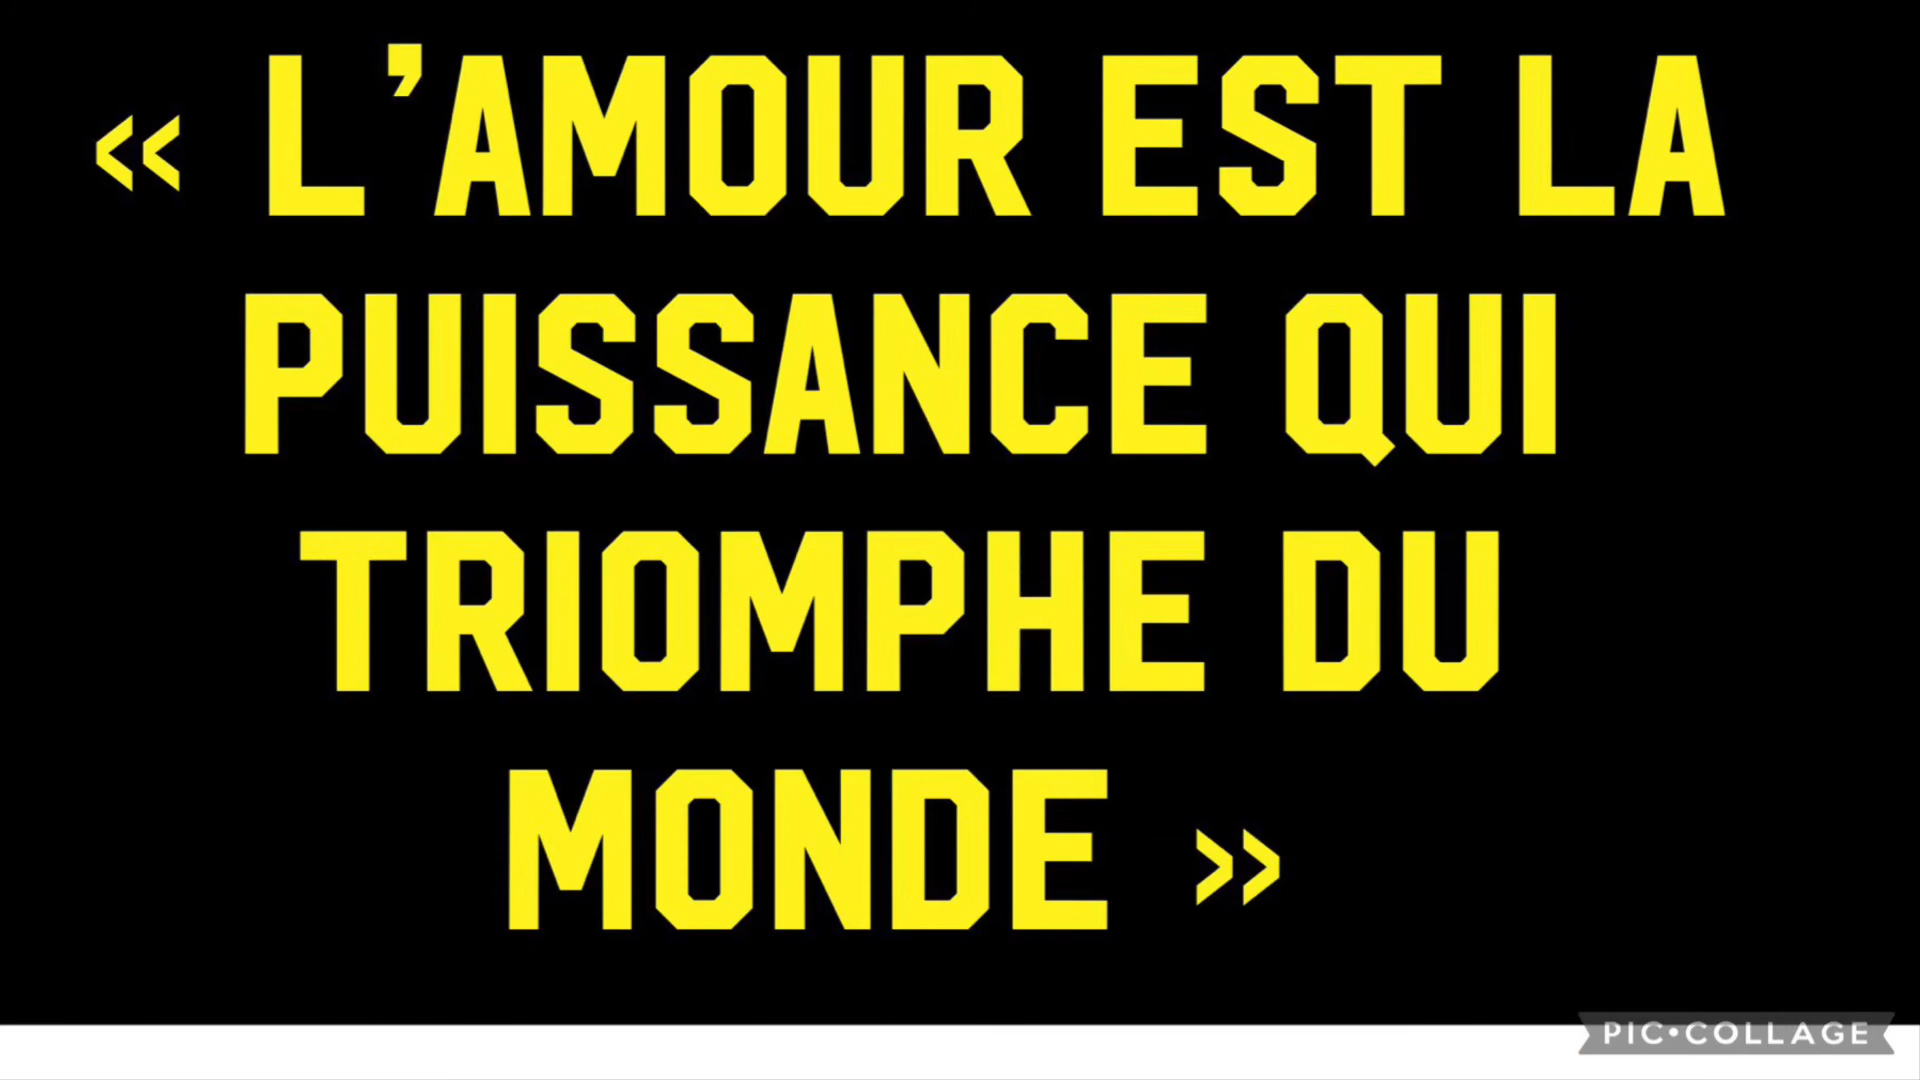 « L’AMOUR EST LA
PUISSANCE QUI
TRIOMPHE DU
MONDE »
PIC•COLLAGE